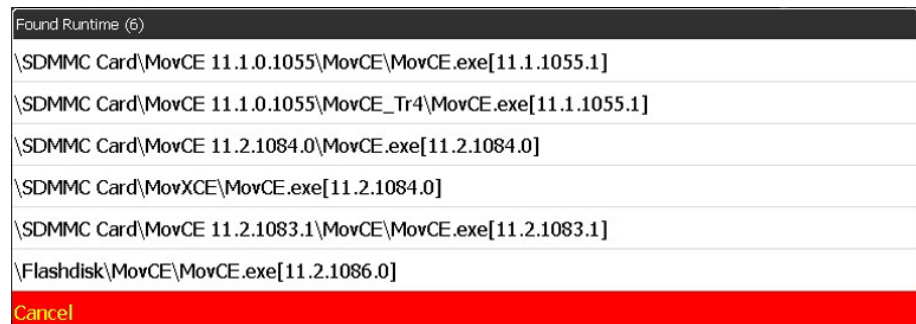 Found Runtime (6)
\SDMMC Card\MovCE 11.1.0.1055\MovCE\MovCE.exe[11.1.1055.1]
\SDMMC Card\MovCE 11.1.0.1055\MovCE_Tr4\MovCE.exe[11.1.1055.1]
\SDMMC Card\MovCE 11.2.1084.0\MovCE.exe[11.2.1084.0]
\SDMMC Card\MovXCE\MovCE.exe[11.2.1084.0]
\SDMMC Card\MovCE 11.2.1083.1\MovCE\MovCE.exe[11.2.1083.1]
\Flashdisk\MovCE\MovCE.exe[11.2.1086.0]
Cancel